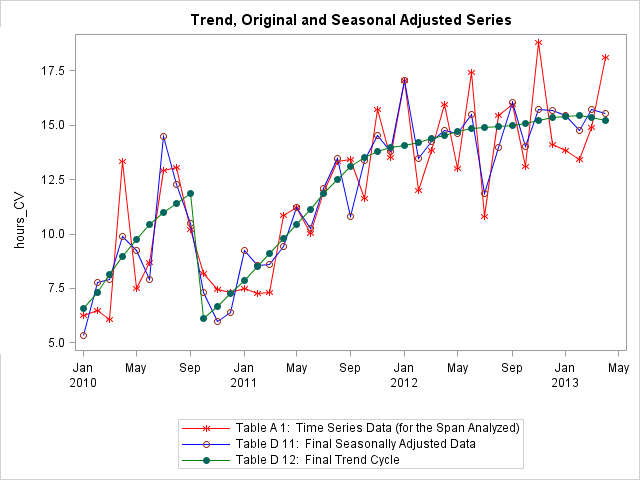 Trend, Original and Seasonal Adjusted Series
hours_CV
17.5
15.0
12.5
10.0
7.5
5.0
Jan May Sep Jan May Sep Jan May Sep Jan May
2010 2011 2012 2013
Table A 1: Time Series Data (for the Span Analyzed)
Table D 11: Final Seasonally Adjusted Data
Table D 12: Final Trend Cycle